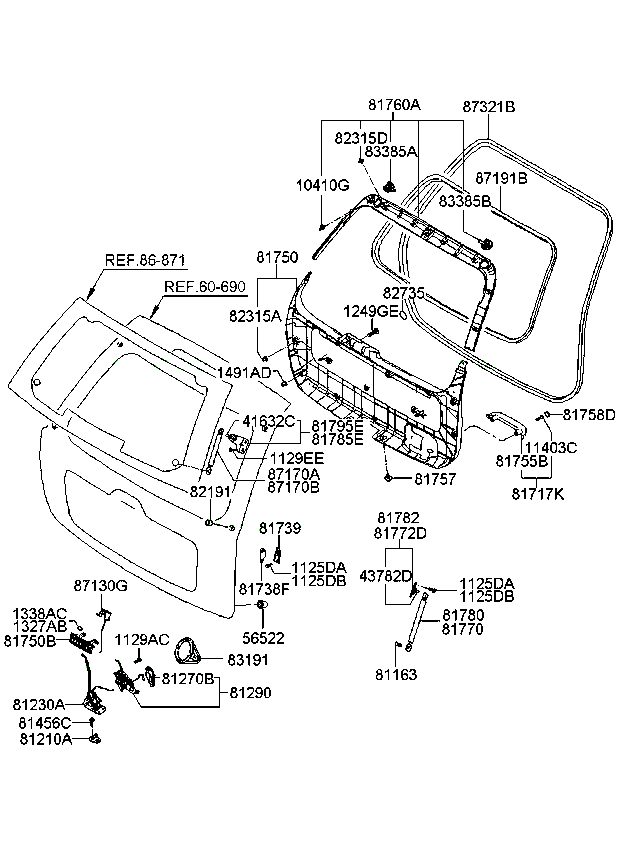 81760A
87321B
82315D
83385A
87191B
10410G
83385B
81750
REF.86-871
REF.60-690
82735
1249GE
82315A
1491AD
41632C
81795E
81785E
81758D
11403C
81755B
81717K
1129EE
87170A
87170B
82191
81757
81739
81782
81772D
1125DA
1125DB
43782D
1125DA
1125DB
81738F
87130G
1338AC
1327AB
81750B
1129AC
56522
83191
81780
81770
81163
81270B
81290
81230A
81456C
81210A